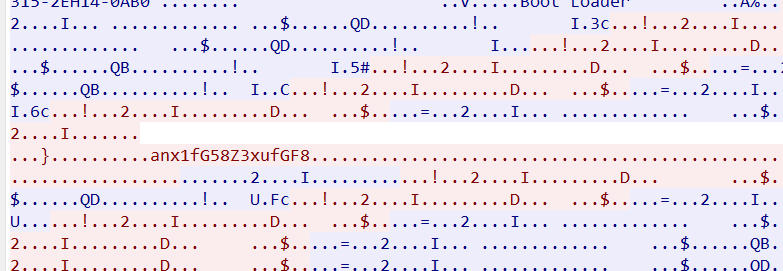 315-2EH14-0AB0 ........ ..V.....Boot Loader ..A%..
2....I... .............. ...$......QD..........!.. I.3c...!...2....I....
.............. ...$......QD..........!.. I....!...2....I.........D...
...$......QB..........!.. I.5#...!...2....I.........D... ...$.....=...2
$......QB..........!.. I..C...!...2....I.........D... ...$.....=...2....I..
I.6c...!...2....I.........D... ...$.....=...2....I... .............. ...$.
2....I.......
...}..........anx1fG58Z3xufGF8..........................................
........................2....I.......... ...!...2....I.........D... ...$.
$......QD..........!.. U.Fc...!...2....I.........D... ...$.....=...2....I..
U......!...2....I.........D... ...$.....=...2....I... .............. ...$.
2....I.........D... ...$.....=...2....I... .............. ...$......QB.
2....I.........D... ...$.....=...2....I... .............. ...$......QD.